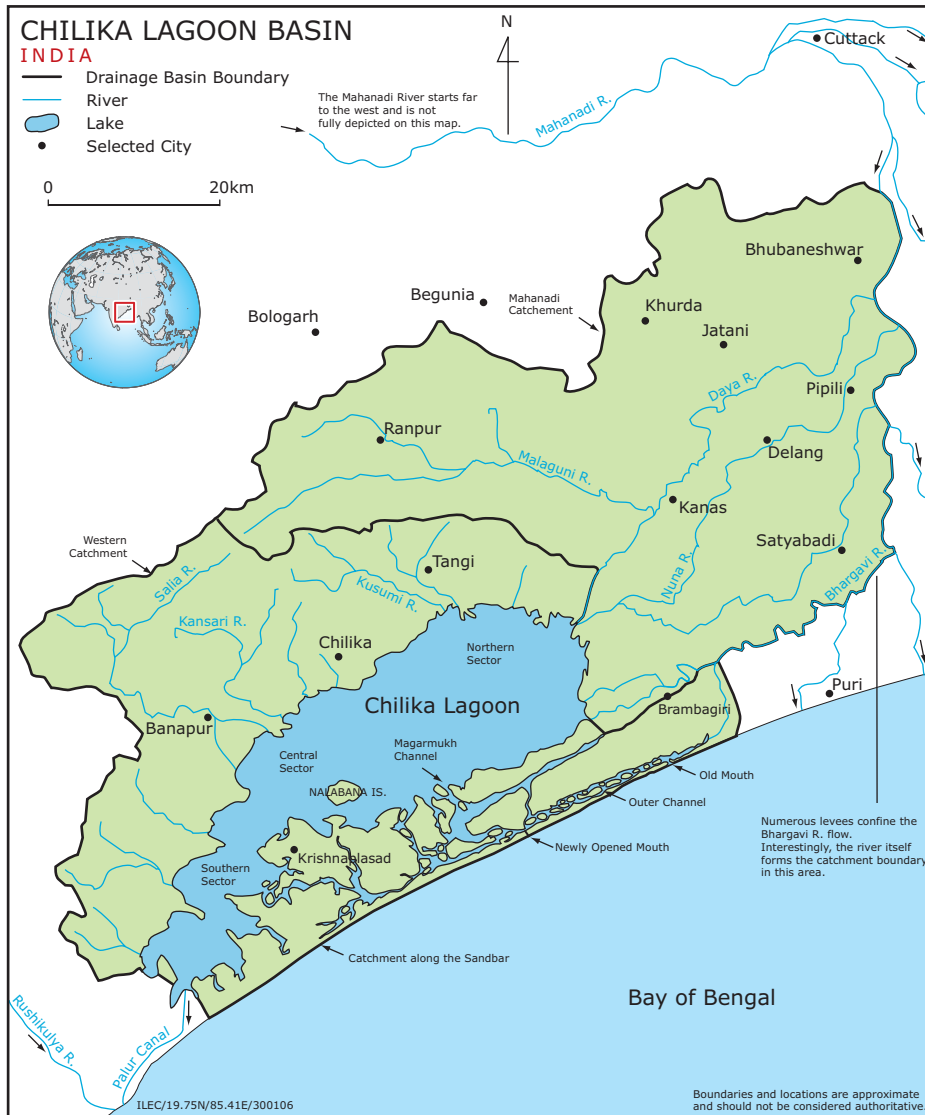 CHILIKA LAGOON BASIN
INDIA
Drainage Basin Boundary
River
Lake
Selected City
0 20km
The Mahanadi River starts far
to the west and is not
fully depicted on this map.
N
Mahanadi R.
Cuttack
Bhubaneshwar
Begunia
Mahanadi
Catchement
Khurda
Bologarh
Jatani
Daya R.
Pipili
Ranpur
Delang
Malaguni R.
Kanas
Western
Catchment
Satyabadi
Salia R.
Tangi
Nuna R.
Bhargavi R.
Kusumi R.
Kansari R.
Chilika
Northern
Sector
Puri
Chilika Lagoon
Brambagiri
Banapur
Central
Sector
Magarmukh
Channel
Old Mouth
NALABANA IS.
Outer Channel
Numerous levees confine the
Bhargavi R. flow.
Interestingly, the river itself
forms the catchment boundary
in this area.
Newly Opened Mouth
Krishnaplasad
Southern
Sector
Catchment along the Sandbar
Bay of Bengal
Rushikulya R.
Palur Canal
ILEC/19.75N/85.41E/300106
Boundaries and locations are approximate
and should not be considered authoritative.